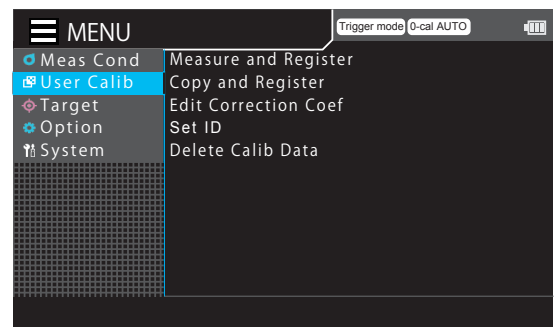 MENU
Trigger mode 0-cal AUTO
Meas Cond
User Calib
Target
Option
System
Measure and Register
Copy and Register
Edit Correction Coef
Set ID
Delete Calib Data